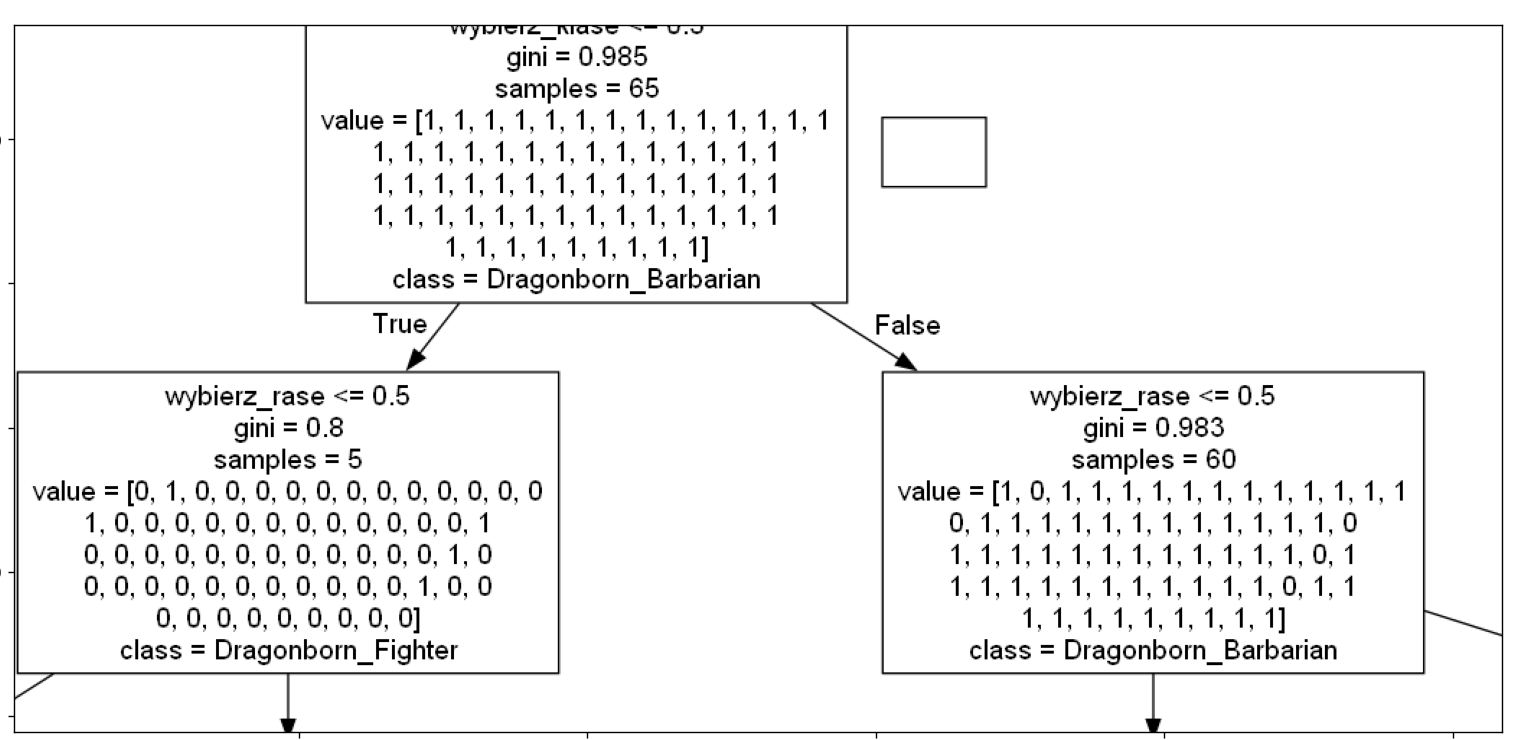 wybierz_klase <= 0.5
gini = 0.985
samples = 65
value = [1, 1, 1, 1, 1, 1, 1, 1, 1, 1, 1, 1, 1, 1
1, 1, 1, 1, 1, 1, 1, 1, 1, 1, 1, 1, 1, 1
1, 1, 1, 1, 1, 1, 1, 1, 1, 1, 1, 1, 1, 1
1, 1, 1, 1, 1, 1, 1, 1, 1, 1, 1, 1, 1, 1
1, 1, 1, 1, 1, 1, 1, 1, 1]
class = Dragonborn_Barbarian
True
False
wybierz_rase <= 0.5
gini = 0.8
samples = 5
value = [0, 1, 0, 0, 0, 0, 0, 0, 0, 0, 0, 0, 0, 0
1, 0, 0, 0, 0, 0, 0, 0, 0, 0, 0, 0, 0, 1
0, 0, 0, 0, 0, 0, 0, 0, 0, 0, 0, 0, 1, 0
0, 0, 0, 0, 0, 0, 0, 0, 0, 0, 0, 1, 0, 0
0, 0, 0, 0, 0, 0, 0, 0, 0]
class = Dragonborn_Fighter
wybierz_rase <= 0.5
gini = 0.983
samples = 60
value = [1, 0, 1, 1, 1, 1, 1, 1, 1, 1, 1, 1, 1, 1
0, 1, 1, 1, 1, 1, 1, 1, 1, 1, 1, 1, 1, 0
1, 1, 1, 1, 1, 1, 1, 1, 1, 1, 1, 1, 0, 1
1, 1, 1, 1, 1, 1, 1, 1, 1, 1, 1, 0, 1, 1
1, 1, 1, 1, 1, 1, 1, 1, 1]
class = Dragonborn_Barbarian